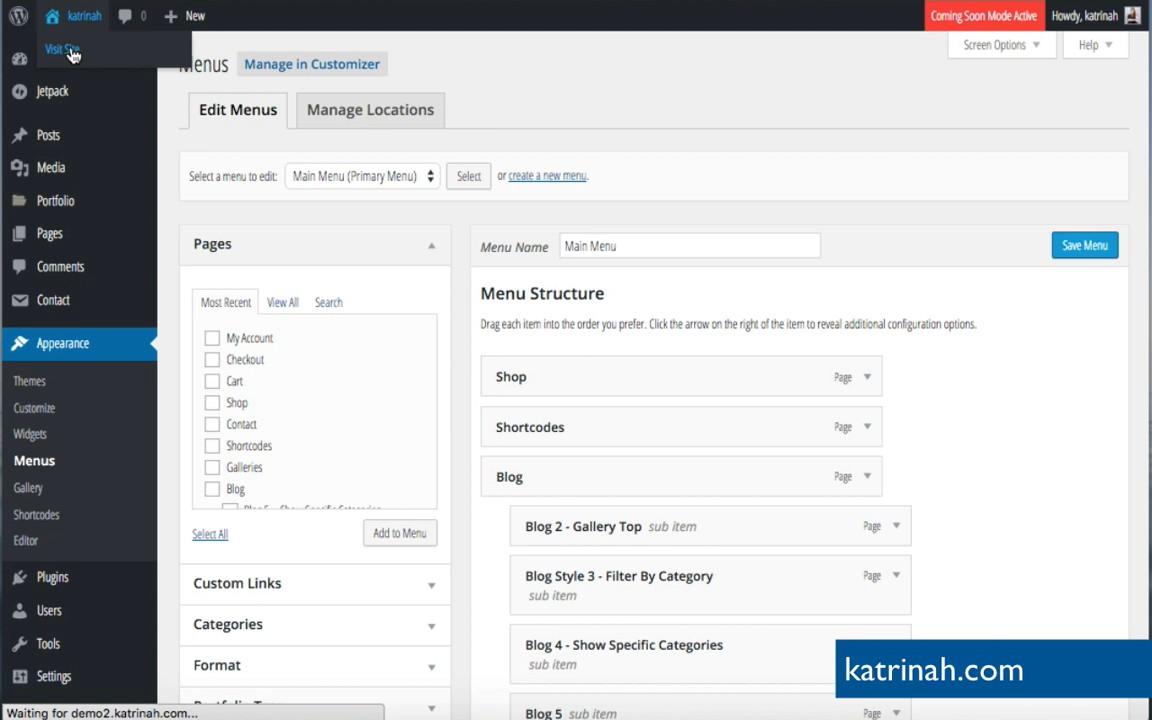 katrinah
0
New
Coming Soon Mode Active
Howdy, katrinah
Visit Site
Menus
Manage in Customizer
Screen Options
Help
Edit Menus
Manage Locations
Jetpack
Posts
Media
Portfolio
Pages
Comments
Contact
Appearance
Themes
Customize
Widgets
Menus
Gallery
Shortcodes
Editor
Plugins
Users
Tools
Settings
Select a menu to edit:
Main Menu (Primary Menu)
Select
or create a new menu.
Pages
Most Recent
View All
Search
My Account
Checkout
Cart
Shop
Contact
Shortcodes
Galleries
Blog
Select All
Add to Menu
Custom Links
Categories
Format
Menu Name
Main Menu
Save Menu
Menu Structure
Drag each item into the order you prefer. Click the arrow on the right of the item to reveal additional configuration options.
Shop Page
Shortcodes Page
Blog Page
Blog 2 - Gallery Top sub item Page
Blog Style 3 - Filter By Category Page
sub item
Blog 4 - Show Specific Categories
sub item
Blog 5 sub item Page
katrinah.com
Waiting for demo2.katrinah.com...